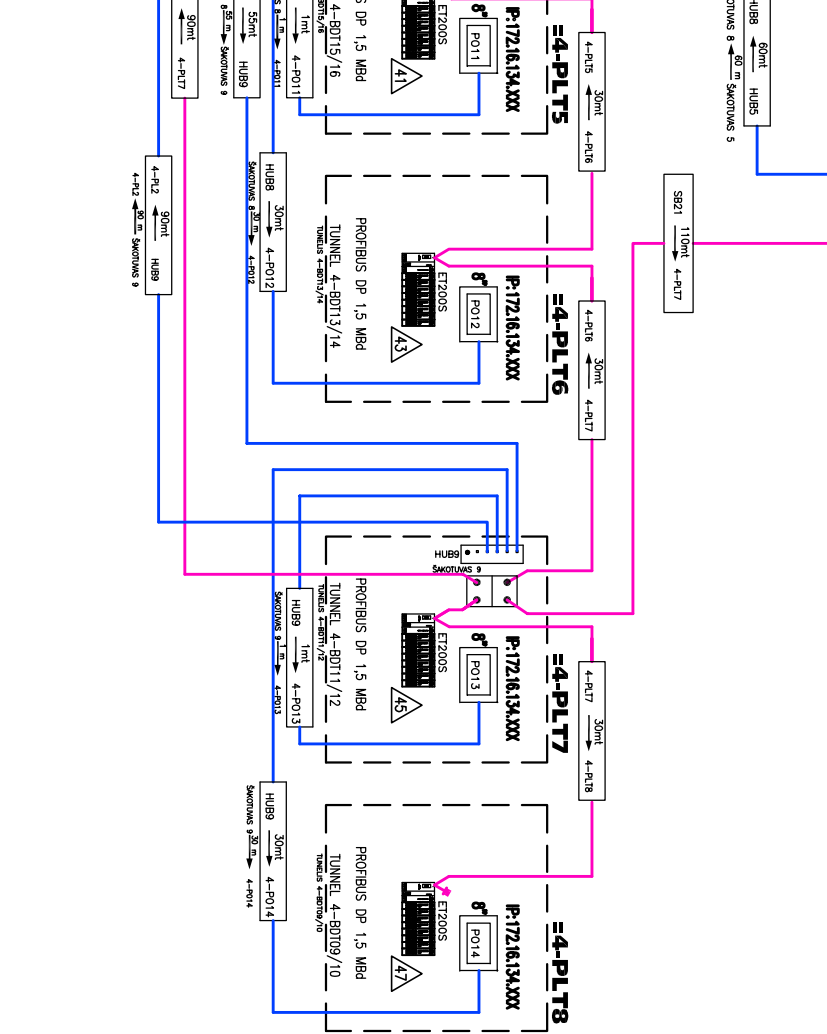 90mt
4-PLT7
55mt
HUB9
55 m
ŠAKOTUVAS 9
1mt
4-PO11
1 m
4-PO11
4-BDT15/16
BDT15/16
S DP 1,5 MBd
41
ET200S
8"
PO11
IP:172.16.134.XXX
=4-PLT5
4-PLT5 30mt 4-PLT6
HUB8 60mt HUB5
60 m ŠAKOTUVAS 5
SB21 110mt 4-PLT7
4-PL2 90mt HUB9
4-PL2 90 m ŠAKOTUVAS 9
HUB8 30mt 4-PO12
ŠAKOTUVAS 8 30 m 4-PO12
=4-PLT6
IP:172.16.134.XXX
8"
PO12
ET200S
43
PROFIBUS DP 1,5 MBd
TUNNEL 4-BDT13/14
TUNELIS 4-BDT13/14
4-PLT6 30mt 4-PLT7
HUB9
ŠAKOTUVAS 9
=4-PLT7
IP:172.16.134.XXX
8"
PO13
ET200S
45
PROFIBUS DP 1,5 MBd
TUNNEL 4-BDT11/12
TUNELIS 4-BDT11/12
HUB9 1mt 4-PO13
ŠAKOTUVAS 9 1 m 4-PO13
4-PLT7 30mt 4-PLT8
HUB9 30mt 4-PO14
ŠAKOTUVAS 9 30 m 4-PO14
=4-PLT8
IP:172.16.134.XXX
8"
PO14
ET200S
47
PROFIBUS DP 1,5 MBd
TUNNEL 4-BDT09/10
TUNELIS 4-BDT09/10